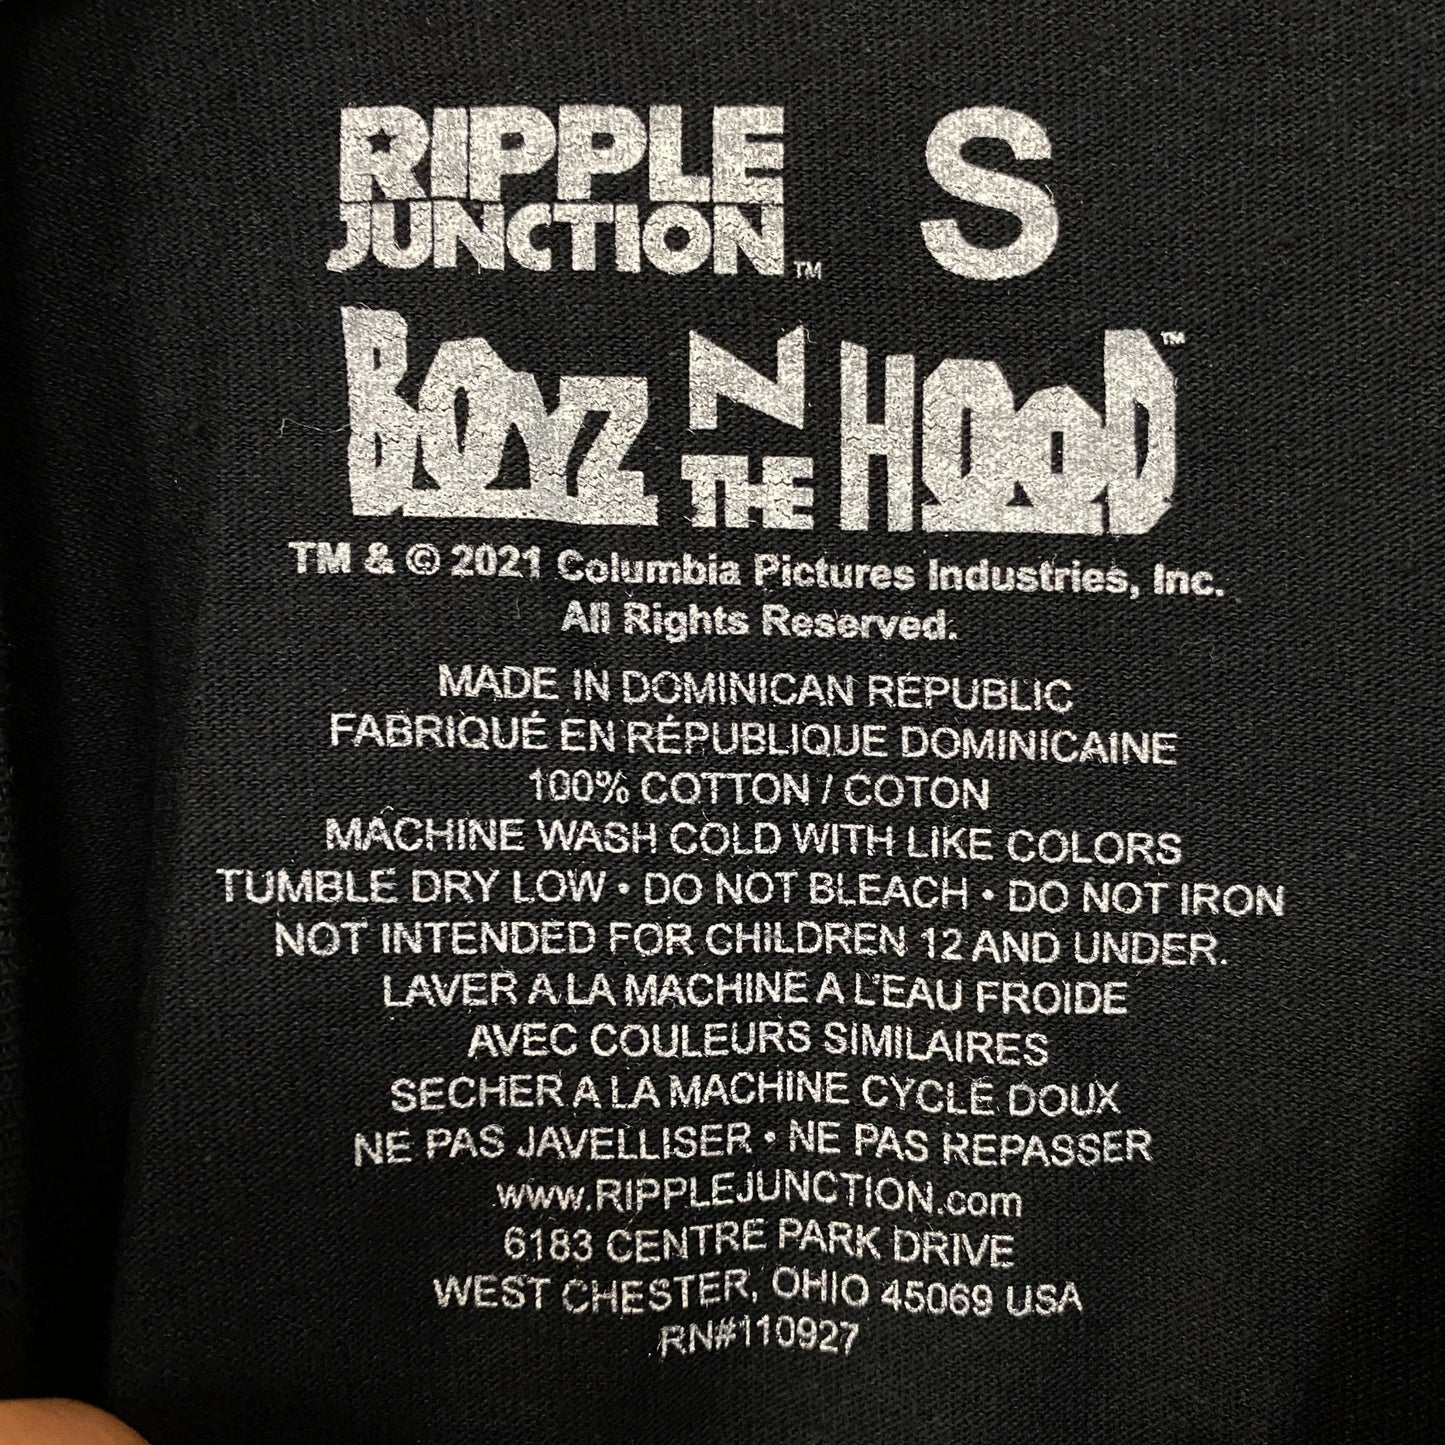 RIPPLE
JUNCTION™ S
BOYZ N THE HOOD™
TM & © 2021 Columbia Pictures Industries, Inc.
All Rights Reserved.
MADE IN DOMINICAN REPUBLIC
FABRIQUÉ EN RÉPUBLIQUE DOMINICAINE
100% COTTON / COTON
MACHINE WASH COLD WITH LIKE COLORS
TUMBLE DRY LOW • DO NOT BLEACH • DO NOT IRON
NOT INTENDED FOR CHILDREN 12 AND UNDER.
LAVER A LA MACHINE A L'EAU FROIDE
AVEC COULEURS SIMILAIRES
SECHER A LA MACHINE CYCLE DOUX
NE PAS JAVELLISER • NE PAS REPASSER
www.RIPPLEJUNCTION.com
6183 CENTRE PARK DRIVE
WEST CHESTER, OHIO 45069 USA
RN#110927